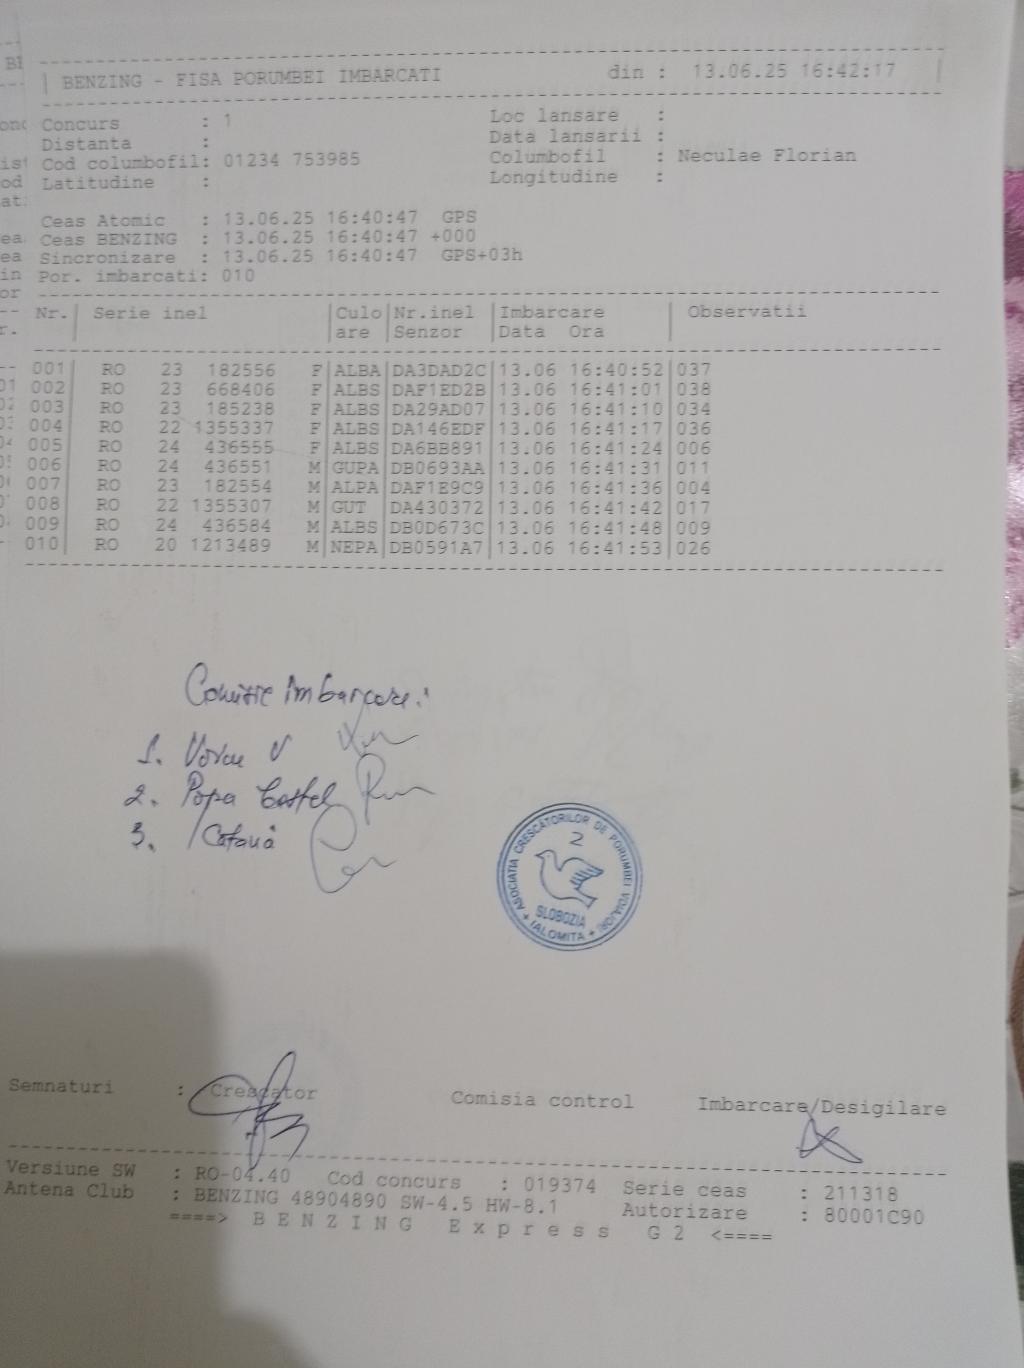 BENZING - FISA PORUMBEI IMBARCATI din : 13.06.25 16:42:17
Concurs : 1 Loc lansare :
Distanta : Data lansarii :
Cod columbofil: 01234 753985 Columbofil : Neculae Florian
Latitudine : Longitudine :
Ceas Atomic : 13.06.25 16:40:47 GPS
Ceas BENZING : 13.06.25 16:40:47 +000
Sincronizare : 13.06.25 16:40:47 GPS+03h
Por. imbarcati: 010
Nr. Serie inel Culo Nr.inel Imbarcare Observatii
are Senzor Data Ora
001 RO 23 182556 F ALBA DA3DAD2C 13.06 16:40:52 037
002 RO 23 668406 F ALBS DAF1ED2B 13.06 16:41:01 038
003 RO 23 185238 F ALBS DA29AD07 13.06 16:41:10 034
004 RO 22 1355337 F ALBS DA146EDF 13.06 16:41:17 036
005 RO 24 436555 F ALBS DA6BB891 13.06 16:41:24 006
006 RO 24 436551 M GUPA DB0693AA 13.06 16:41:31 011
007 RO 23 182554 M ALPA DAF1E9C9 13.06 16:41:36 004
008 RO 22 1355307 M GUT DA430372 13.06 16:41:42 017
009 RO 24 436584 M ALBS DB0D673C 13.06 16:41:48 009
010 RO 20 1213489 M NEPA DB0591A7 13.06 16:41:53 026
Comisie imbarcare:
1.
2. Popa Costel
3.
ASOCIATIA CRESCATORILOR DE PORUMBEI VOIAJORI
2
SLOBOZIA
IALOMITA
Semnaturi : Crescator Comisia control Imbarcare/Desigilare
Versiune SW : RO-04.40 Cod concurs : 019374 Serie ceas : 211318
Antena Club : BENZING 48904890 SW-4.5 HW-8.1 Autorizare : 80001C90
====> B E N Z I N G E x p r e s s G 2 <====